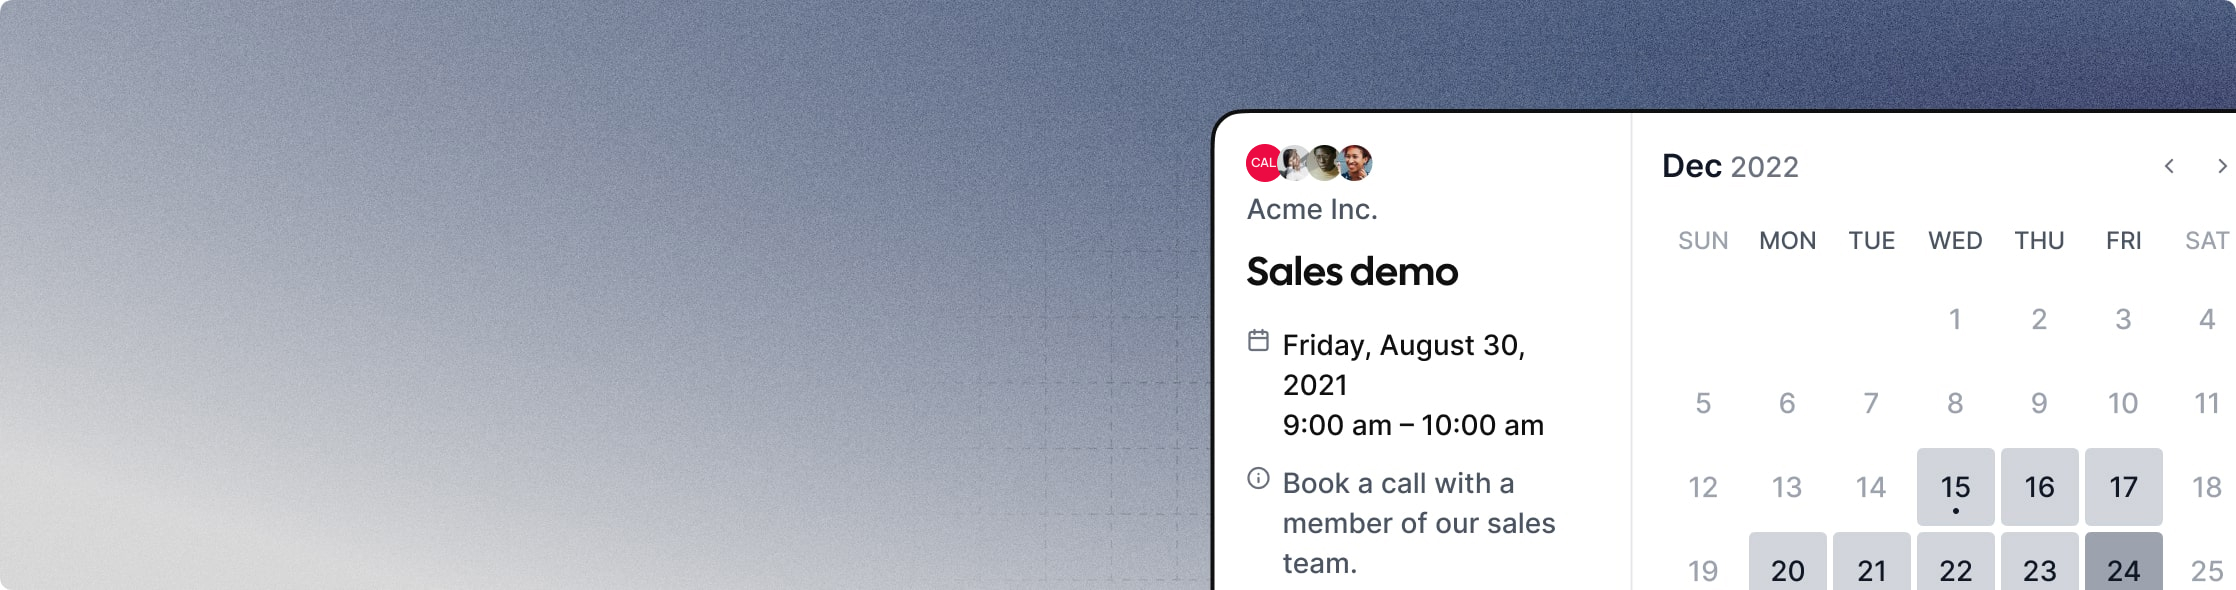 CAL
Acme Inc.
Sales demo
Friday, August 30,
2021
9:00 am – 10:00 am
Book a call with a
member of our sales
team.
Dec 2022
SUN MON TUE WED THU FRI SAT
1 2 3 4
5 6 7 8 9 10 11
12 13 14 15 16 17 18
19 20 21 22 23 24 25